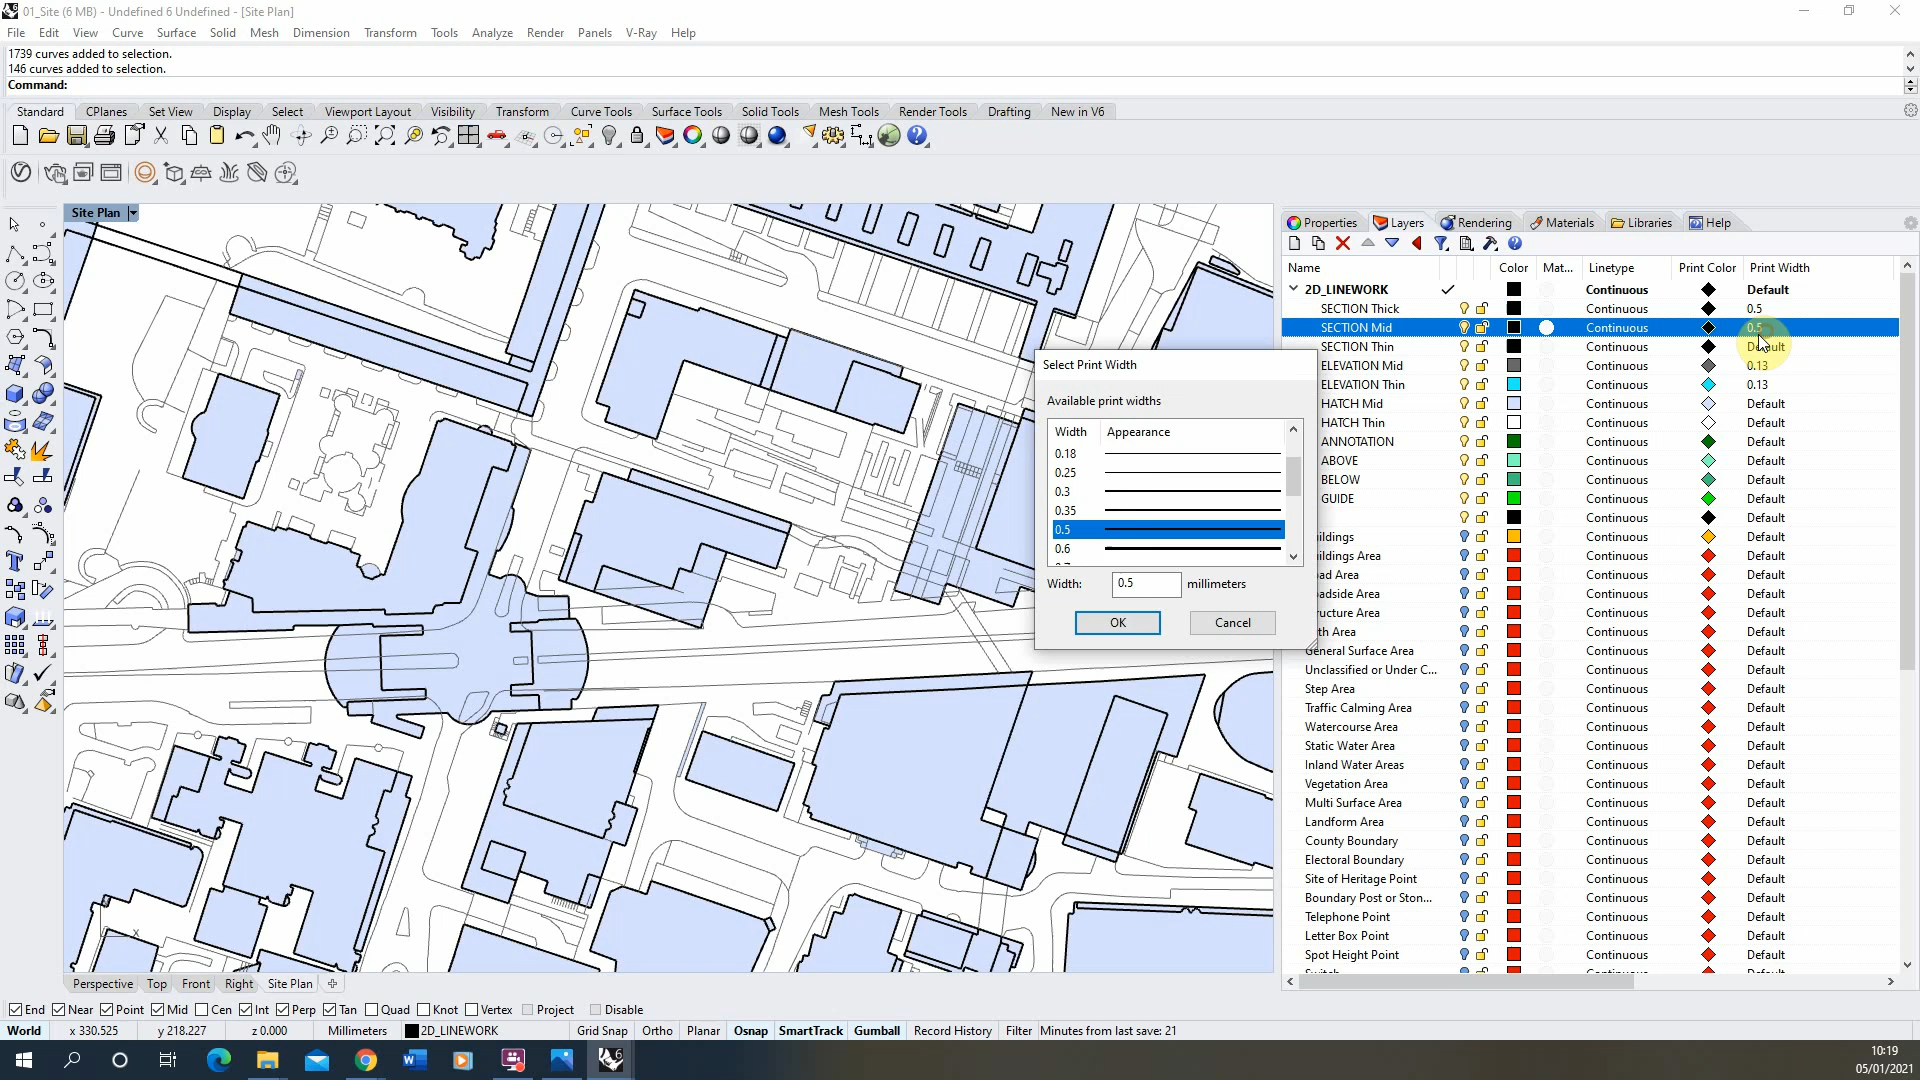 01_Site (6 MB) - Undefined 6 Undefined - [Site Plan]
File Edit View Curve Surface Solid Mesh Dimension Transform Tools Analyze Render Panels V-Ray Help
1739 curves added to selection.
146 curves added to selection.
Command:
Standard CPlanes Set View Display Select Viewport Layout Visibility Transform Curve Tools Surface Tools Solid Tools Mesh Tools Render Tools Drafting New in V6
Site Plan
Properties Layers Rendering Materials Libraries Help
Name Color Mat... Linetype Print Color Print Width
2D_LINEWORK Continuous Default
SECTION Thick Continuous 0.5
SECTION Mid Continuous 0.5
SECTION Thin Continuous Default
ELEVATION Mid Continuous 0.13
ELEVATION Thin Continuous 0.13
HATCH Mid Continuous Default
HATCH Thin Continuous Default
ANNOTATION Continuous Default
ABOVE Continuous Default
BELOW Continuous Default
GUIDE Continuous Default
Continuous Default
ildings Continuous Default
ildings Area Continuous Default
ad Area Continuous Default
adside Area Continuous Default
ructure Area Continuous Default
th Area Continuous Default
General Surface Area Continuous Default
Unclassified or Under C... Continuous Default
Step Area Continuous Default
Traffic Calming Area Continuous Default
Watercourse Area Continuous Default
Static Water Area Continuous Default
Inland Water Areas Continuous Default
Vegetation Area Continuous Default
Multi Surface Area Continuous Default
Landform Area Continuous Default
County Boundary Continuous Default
Electoral Boundary Continuous Default
Site of Heritage Point Continuous Default
Boundary Post or Ston... Continuous Default
Telephone Point Continuous Default
Letter Box Point Continuous Default
Spot Height Point Continuous Default
Select Print Width
Available print widths
Width Appearance
0.18
0.25
0.3
0.35
0.5
0.6
Width: 0.5 millimeters
OK Cancel
x
Perspective Top Front Right Site Plan
End Near Point Mid Cen Int Perp Tan Quad Knot Vertex Project Disable
World x 330.525 y 218.227 z 0.000 Millimeters 2D_LINEWORK Grid Snap Ortho Planar Osnap SmartTrack Gumball Record History Filter Minutes from last save: 21
10:19
05/01/2021